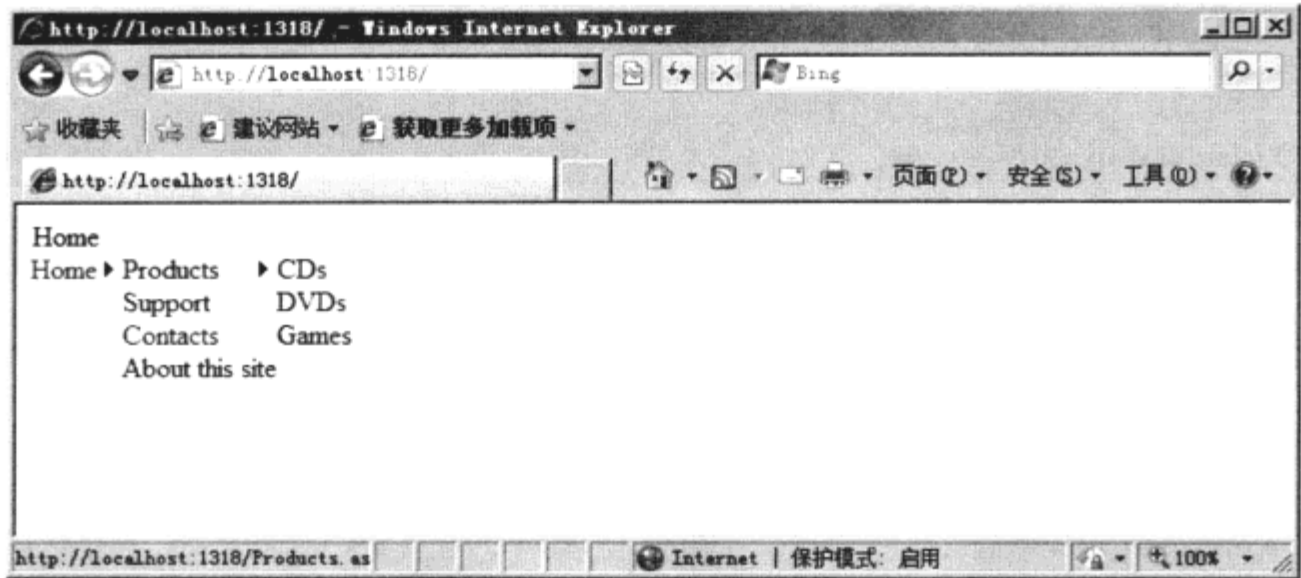 http://localhost:1318/ - Windows Internet Explorer
http://localhost:1318/ Bing
收藏夹 建议网站 获取更多加载项
http://localhost:1318/ 页面(P) 安全(S) 工具(O)
Home
Home Products CDs
Support DVDs
Contacts Games
About this site
http://localhost:1318/Products.as Internet | 保护模式: 启用 100%